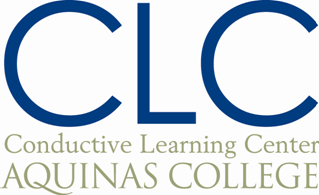 CLC
Conductive Learning Center
AQUINAS COLLEGE